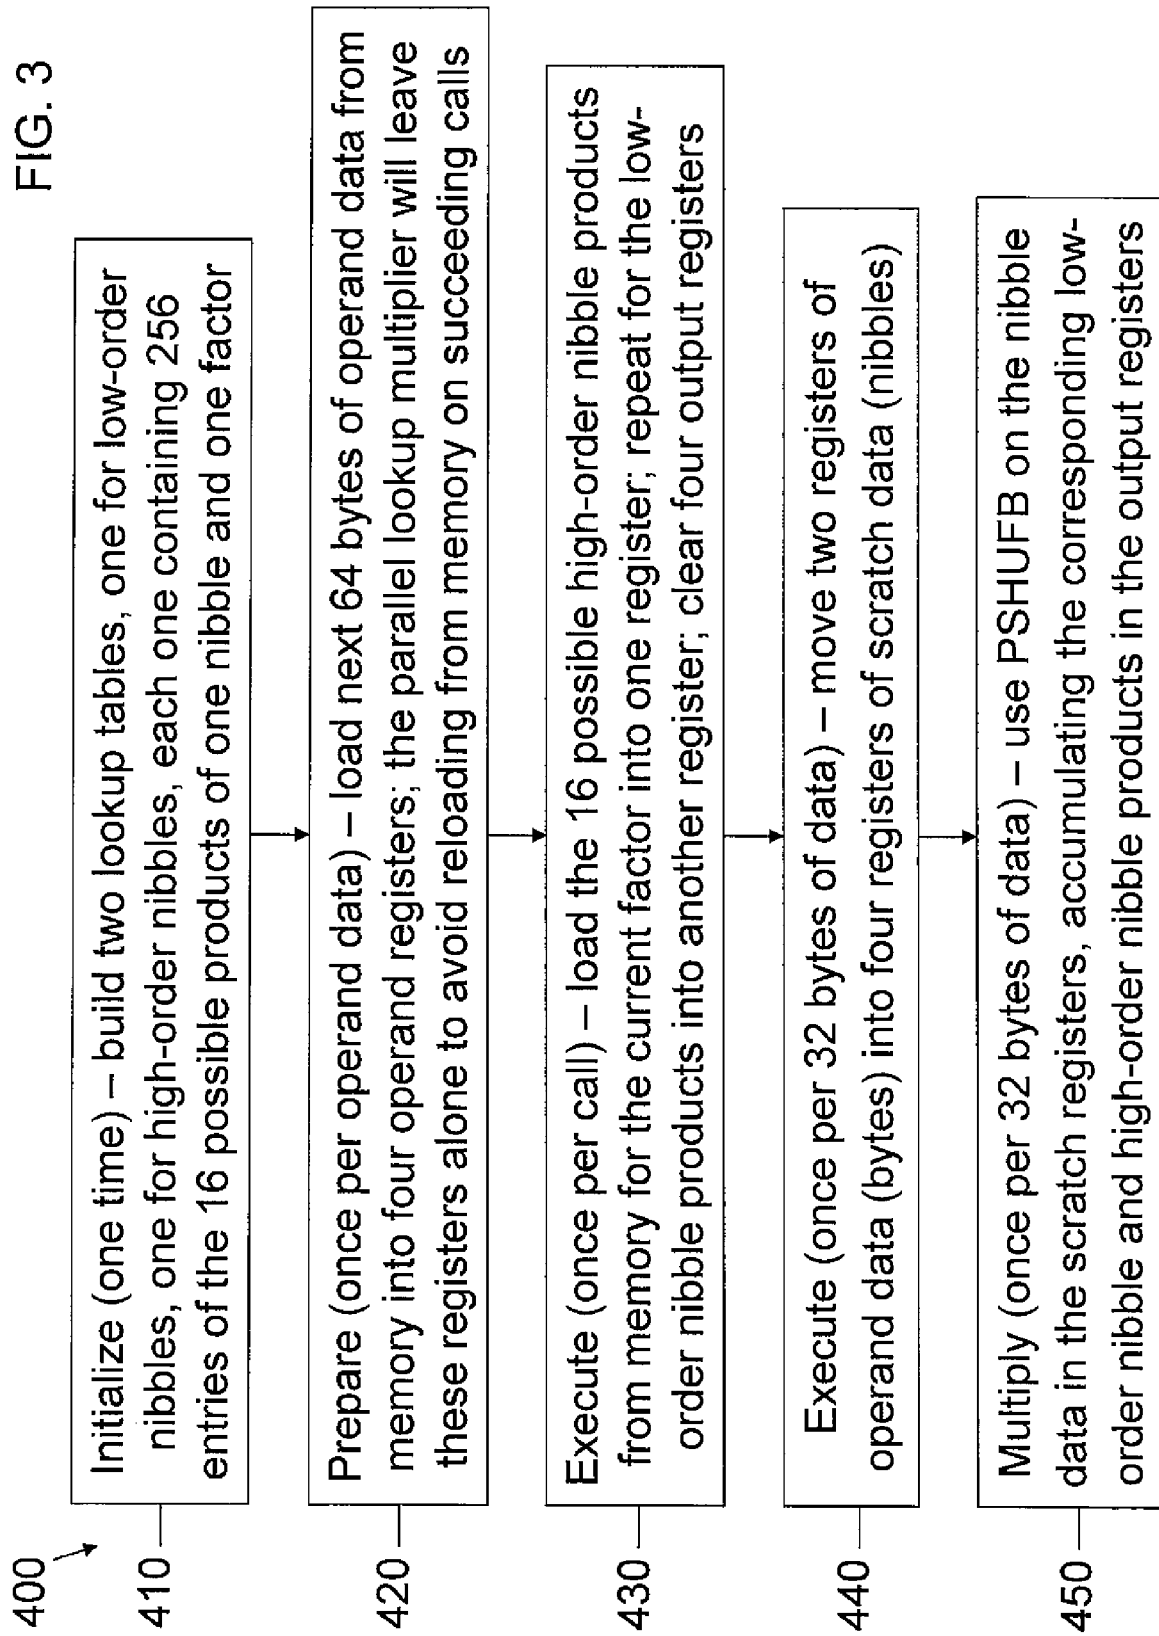 FIG. 3
400
410
Initialize (one time) – build two lookup tables, one for low-order
nibbles, one for high-order nibbles, each one containing 256
entries of the 16 possible products of one nibble and one factor
420
Prepare (once per operand data) – load next 64 bytes of operand data from
memory into four operand registers; the parallel lookup multiplier will leave
these registers alone to avoid reloading from memory on succeeding calls
430
Execute (once per call) – load the 16 possible high-order nibble products
from memory for the current factor into one register; repeat for the low-
order nibble products into another register; clear four output registers
440
Execute (once per 32 bytes of data) – move two registers of
operand data (bytes) into four registers of scratch data (nibbles)
450
Multiply (once per 32 bytes of data) – use PSHUFB on the nibble
data in the scratch registers, accumulating the corresponding low-
order nibble and high-order nibble products in the output registers